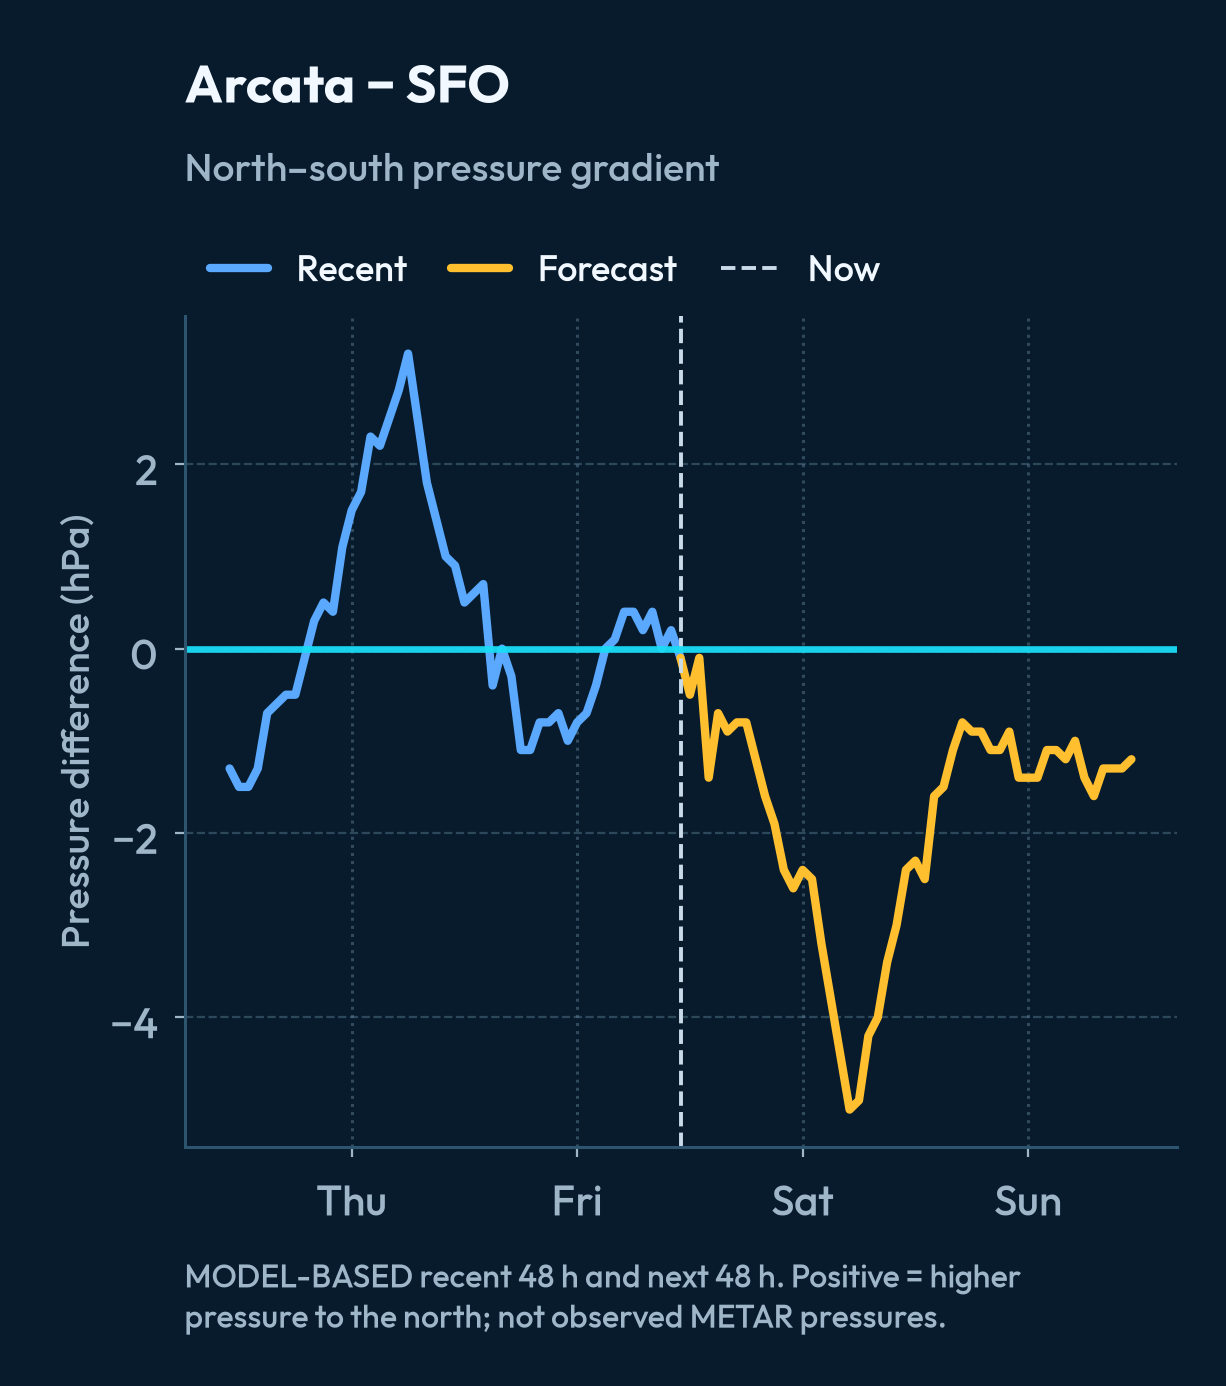 Arcata – SFO
North–south pressure gradient
Recent Forecast Now
Pressure difference (hPa)
2
0
−2
−4
Thu Fri Sat Sun
MODEL-BASED recent 48 h and next 48 h. Positive = higher
pressure to the north; not observed METAR pressures.